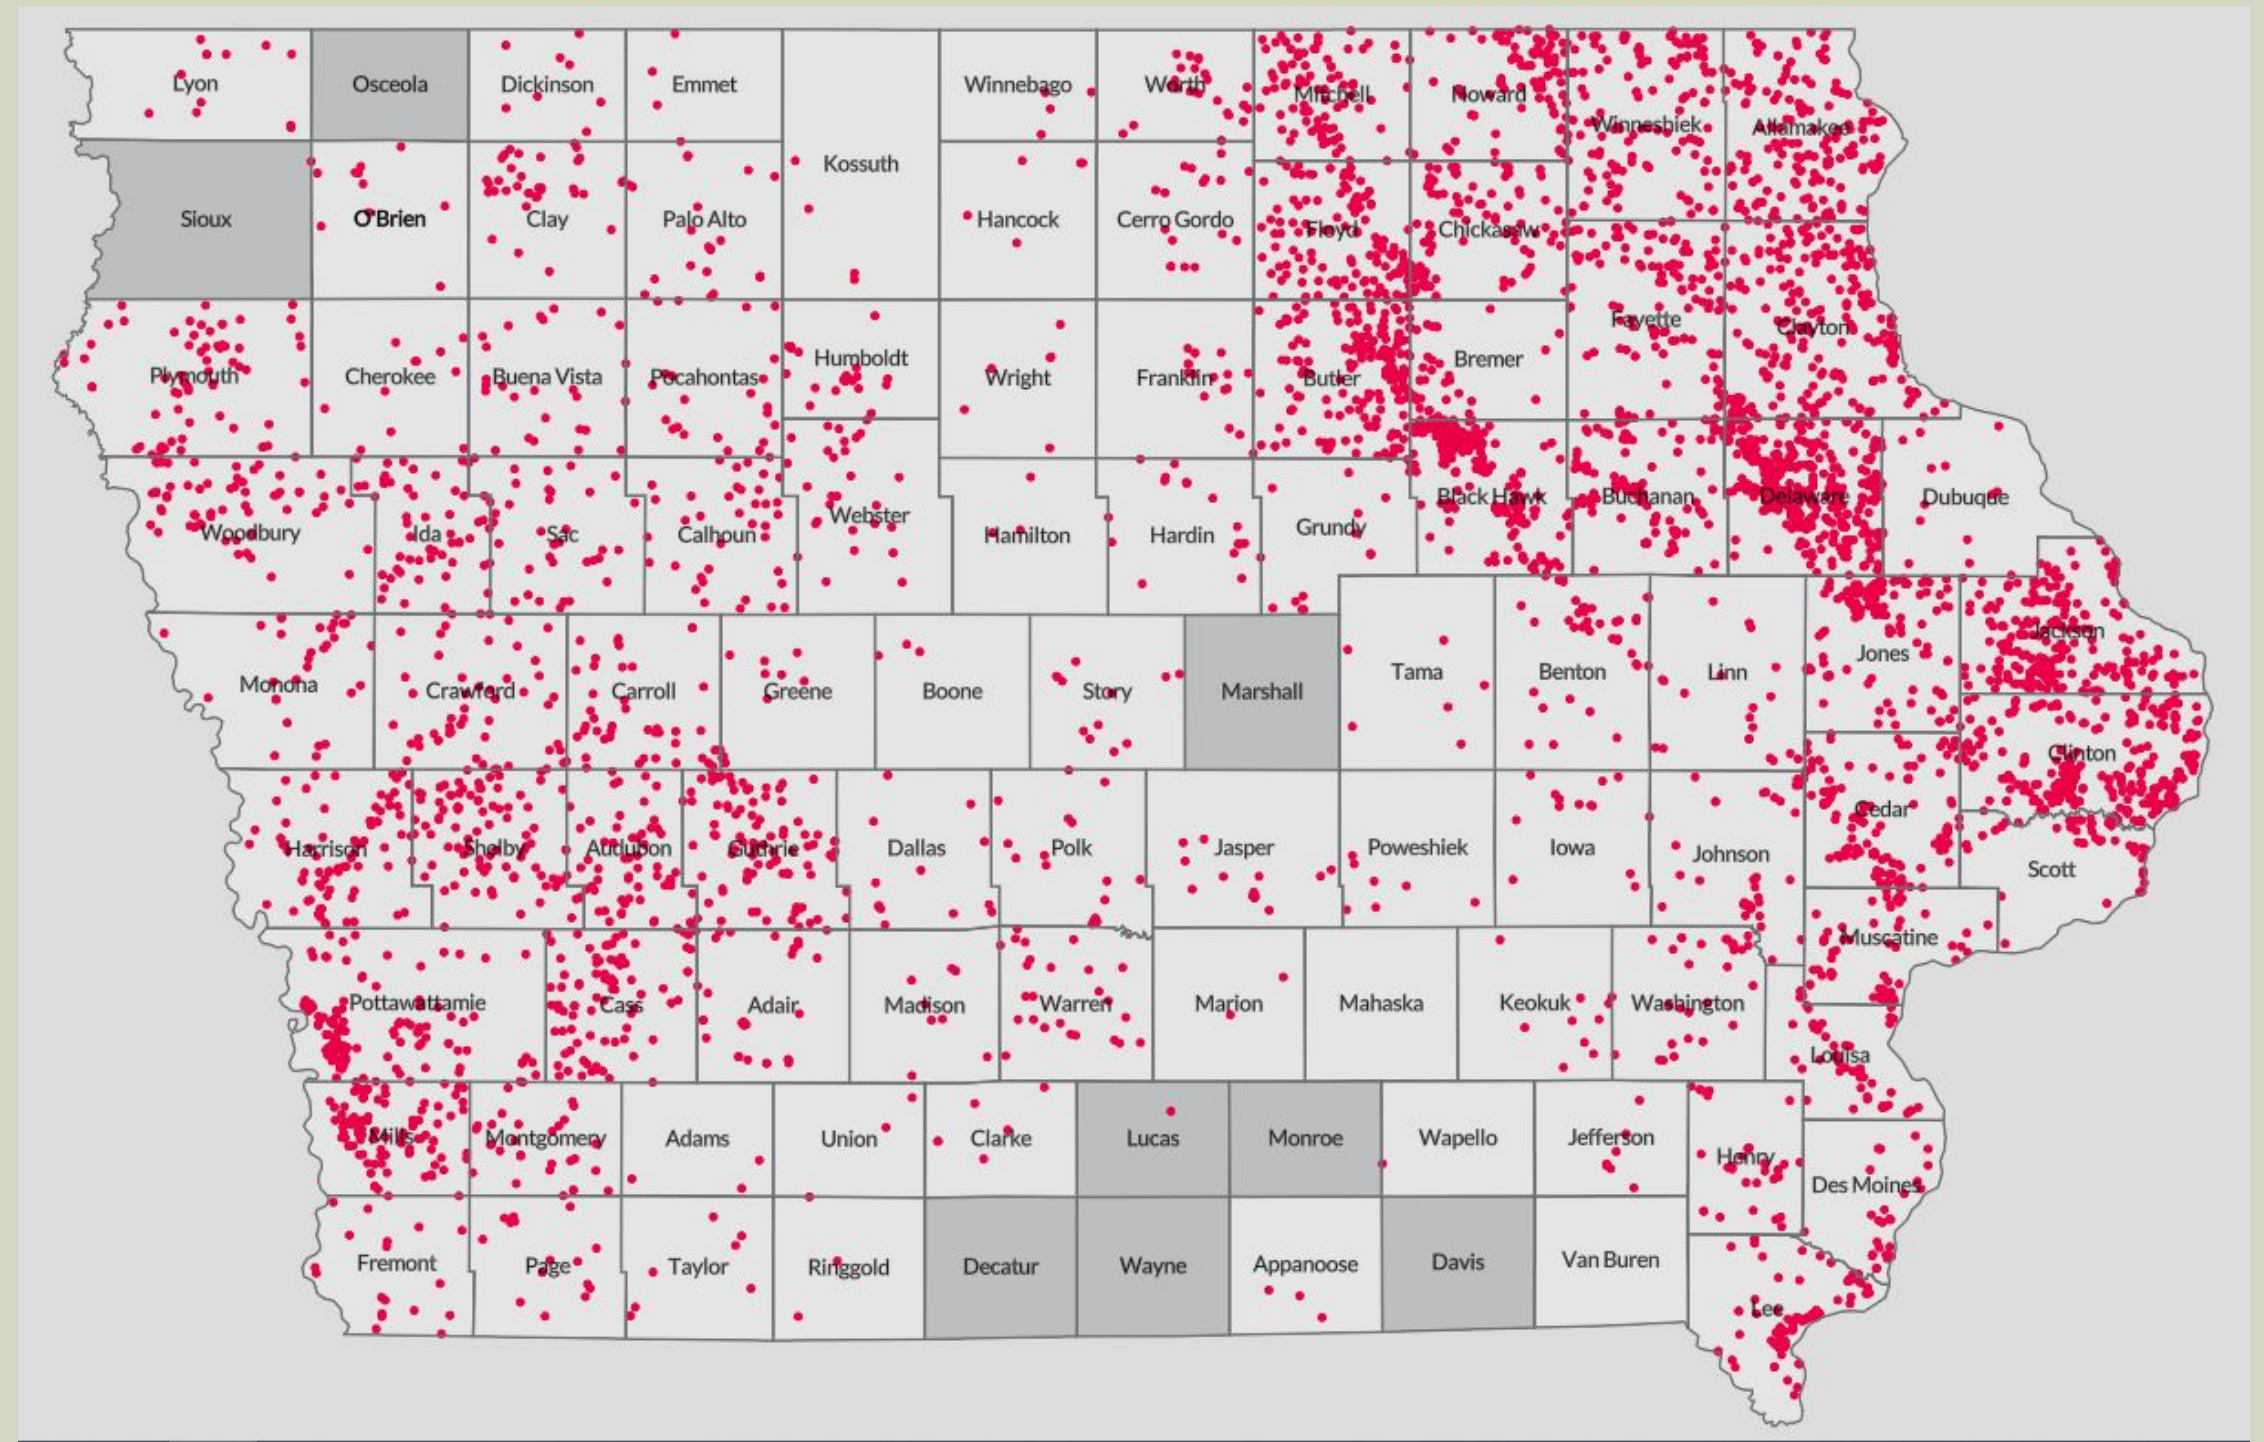 Lyon
Osceola
Dickinson
Emmet
Winnebago
Worth
Mitchell
Howard
Winneshiek
Allamakee
Kossuth
Sioux
O'Brien
Clay
Palo Alto
Hancock
Cerro Gordo
Floyd
Chickasaw
Fayette
Clayton
Plymouth
Cherokee
Buena Vista
Pocahontas
Humboldt
Wright
Franklin
Butler
Bremer
Woodbury
Ida
Sac
Calhoun
Webster
Hamilton
Hardin
Grundy
Black Hawk
Buchanan
Delaware
Dubuque
Monona
Crawford
Carroll
Greene
Boone
Story
Marshall
Tama
Benton
Linn
Jones
Jackson
Clinton
Cedar
Harrison
Shelby
Audubon
Guthrie
Dallas
Polk
Jasper
Poweshiek
Iowa
Johnson
Scott
Muscatine
Pottawattamie
Cass
Adair
Madison
Warren
Marion
Mahaska
Keokuk
Washington
Louisa
Mills
Montgomery
Adams
Union
Clarke
Lucas
Monroe
Wapello
Jefferson
Henry
Des Moines
Fremont
Page
Taylor
Ringgold
Decatur
Wayne
Appanoose
Davis
Van Buren
Lee